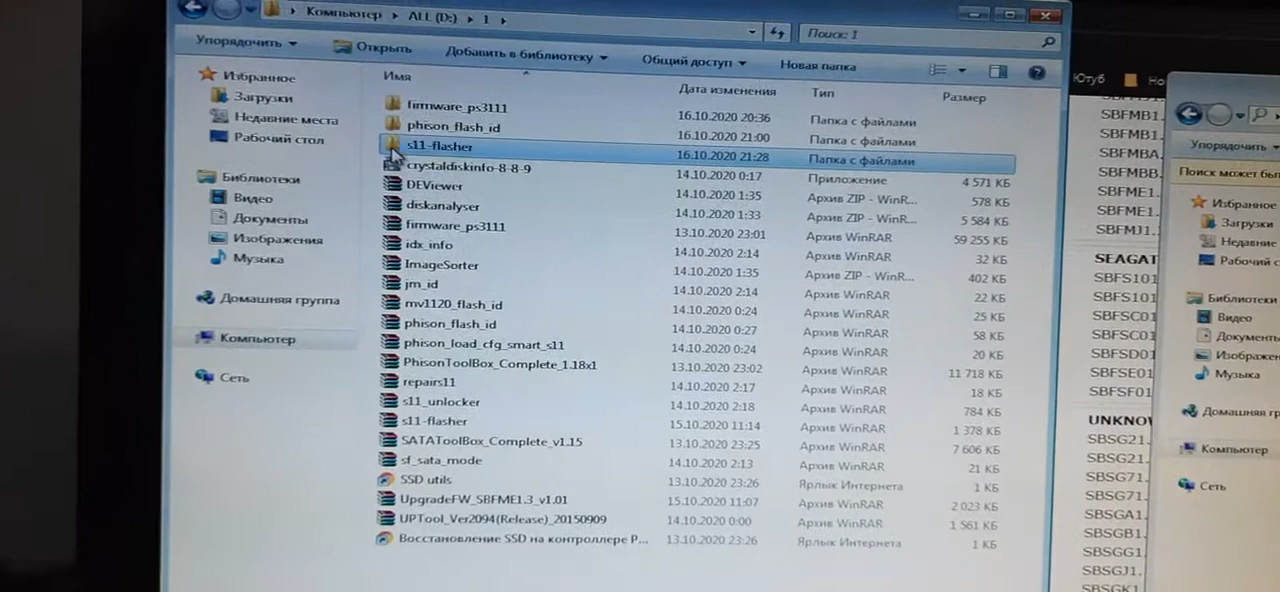 Компьютер ALL (D:) 1
Поиск: 1
Упорядочить Открыть Добавить в библиотеку Общий доступ Новая папка
Избранное
Загрузки
Недавние места
Рабочий стол
Библиотеки
Видео
Документы
Изображения
Музыка
Домашняя группа
Компьютер
Сеть
Имя Дата изменения Тип Размер
firmware_ps3111 16.10.2020 20:36 Папка с файлами
phison_flash_id 16.10.2020 21:00 Папка с файлами
s11-flasher 16.10.2020 21:28 Папка с файлами
crystaldiskinfo-8-8-9 14.10.2020 0:17 Приложение 4 571 КБ
DEViewer 14.10.2020 1:35 Архив ZIP - WinR... 578 КБ
diskanalyser 14.10.2020 1:33 Архив ZIP - WinR... 5 584 КБ
firmware_ps3111 13.10.2020 23:01 Архив WinRAR 59 255 КБ
idx_info 14.10.2020 2:14 Архив WinRAR 32 КБ
ImageSorter 14.10.2020 1:35 Архив ZIP - WinR... 402 КБ
jm_id 14.10.2020 2:14 Архив WinRAR 22 КБ
mv1120_flash_id 14.10.2020 0:24 Архив WinRAR 25 КБ
phison_flash_id 14.10.2020 0:27 Архив WinRAR 58 КБ
phison_load_cfg_smart_s11 14.10.2020 0:24 Архив WinRAR 20 КБ
PhisonToolBox_Complete_1.18x1 13.10.2020 23:02 Архив WinRAR 11 718 КБ
repairs11 14.10.2020 2:17 Архив WinRAR 18 КБ
s11_unlocker 14.10.2020 2:18 Архив WinRAR 784 КБ
s11-flasher 15.10.2020 11:14 Архив WinRAR 1 378 КБ
SATAToolBox_Complete_v1.15 13.10.2020 23:25 Архив WinRAR 7 606 КБ
sf_sata_mode 14.10.2020 2:13 Архив WinRAR 21 КБ
SSD utils 13.10.2020 23:26 Ярлык Интернета 1 КБ
UpgradeFW_SBFME1.3_v1.01 15.10.2020 11:07 Архив WinRAR 2 023 КБ
UPTool_Ver2094(Release)_20150909 14.10.2020 0:00 Архив WinRAR 1 561 КБ
Восстановление SSD на контроллере P... 13.10.2020 23:26 Ярлык Интернета 1 КБ
Ютуб Но
SBFMB1
SBFMB1.
SBFMBA.
SBFMBB.
SBFME1.
SBFME1.
SBFMJ1.
SEAGAT
SBFS101
SBFS101
SBFSC01
SBFSC01
SBFSD01
SBFSE01
SBFSF01
UNKNOV
SBSG21.
SBSG21.
SBSG71.
SBSG71.
SBSGA1.
SBSGB1.
SBSGG1.
SBSGJ1.
SBSGK1
Упорядочить
Поиск может бы
Избранное
Загрузки
Недавние
Рабочий с
Библиотеки
Видео
Документы
Изображен
Музыка
Домашняя гру
Компьютер
Сеть